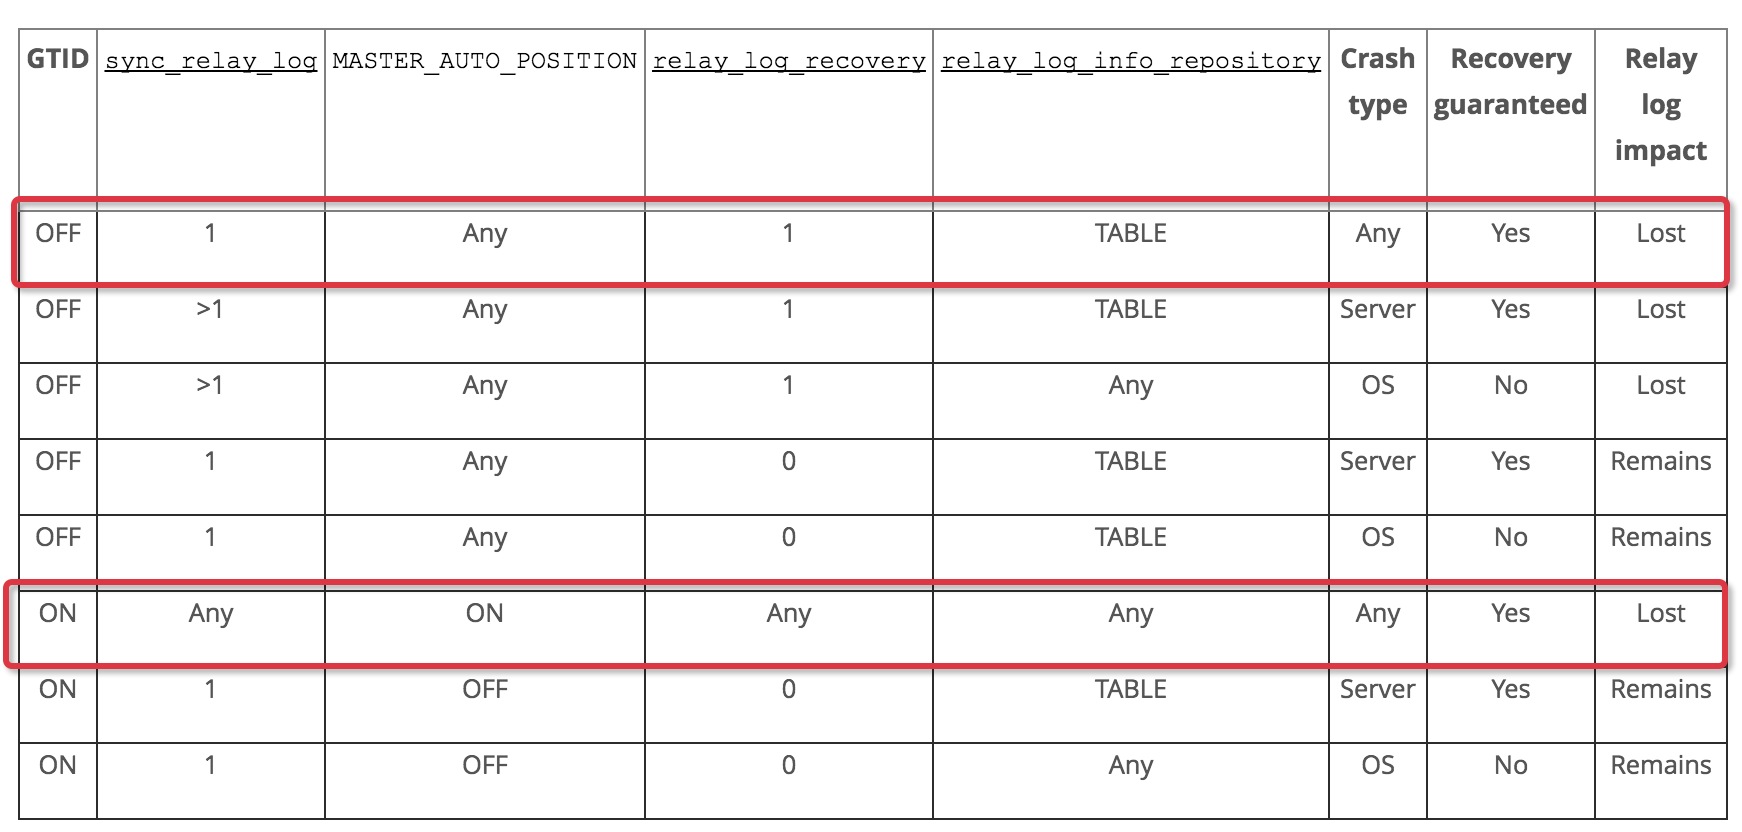 GTID sync_relay_log MASTER_AUTO_POSITION relay_log_recovery relay_log_info_repository Crash type Recovery guaranteed Relay log impact
OFF 1 Any 1 TABLE Any Yes Lost
OFF >1 Any 1 TABLE Server Yes Lost
OFF >1 Any 1 Any OS No Lost
OFF 1 Any 0 TABLE Server Yes Remains
OFF 1 Any 0 TABLE OS No Remains
ON Any ON Any Any Any Yes Lost
ON 1 OFF 0 TABLE Server Yes Remains
ON 1 OFF 0 Any OS No Remains